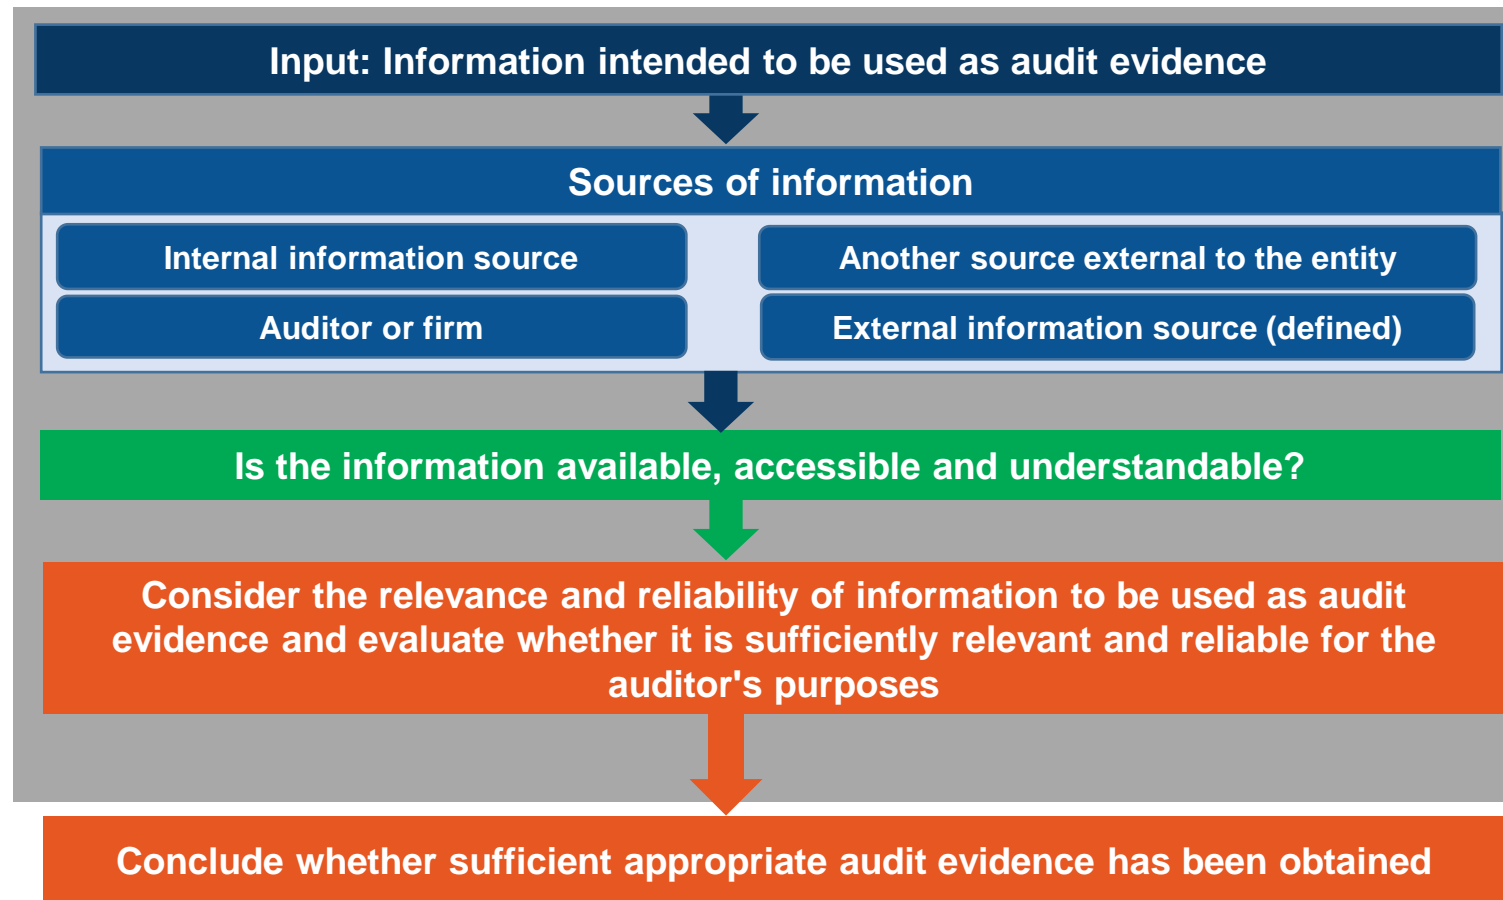 Input: Information intended to be used as audit evidence
Sources of information
Internal information source
Another source external to the entity
Auditor or firm
External information source (defined)
Is the information available, accessible and understandable?
Consider the relevance and reliability of information to be used as audit
evidence and evaluate whether it is sufficiently relevant and reliable for the
auditor's purposes
Conclude whether sufficient appropriate audit evidence has been obtained